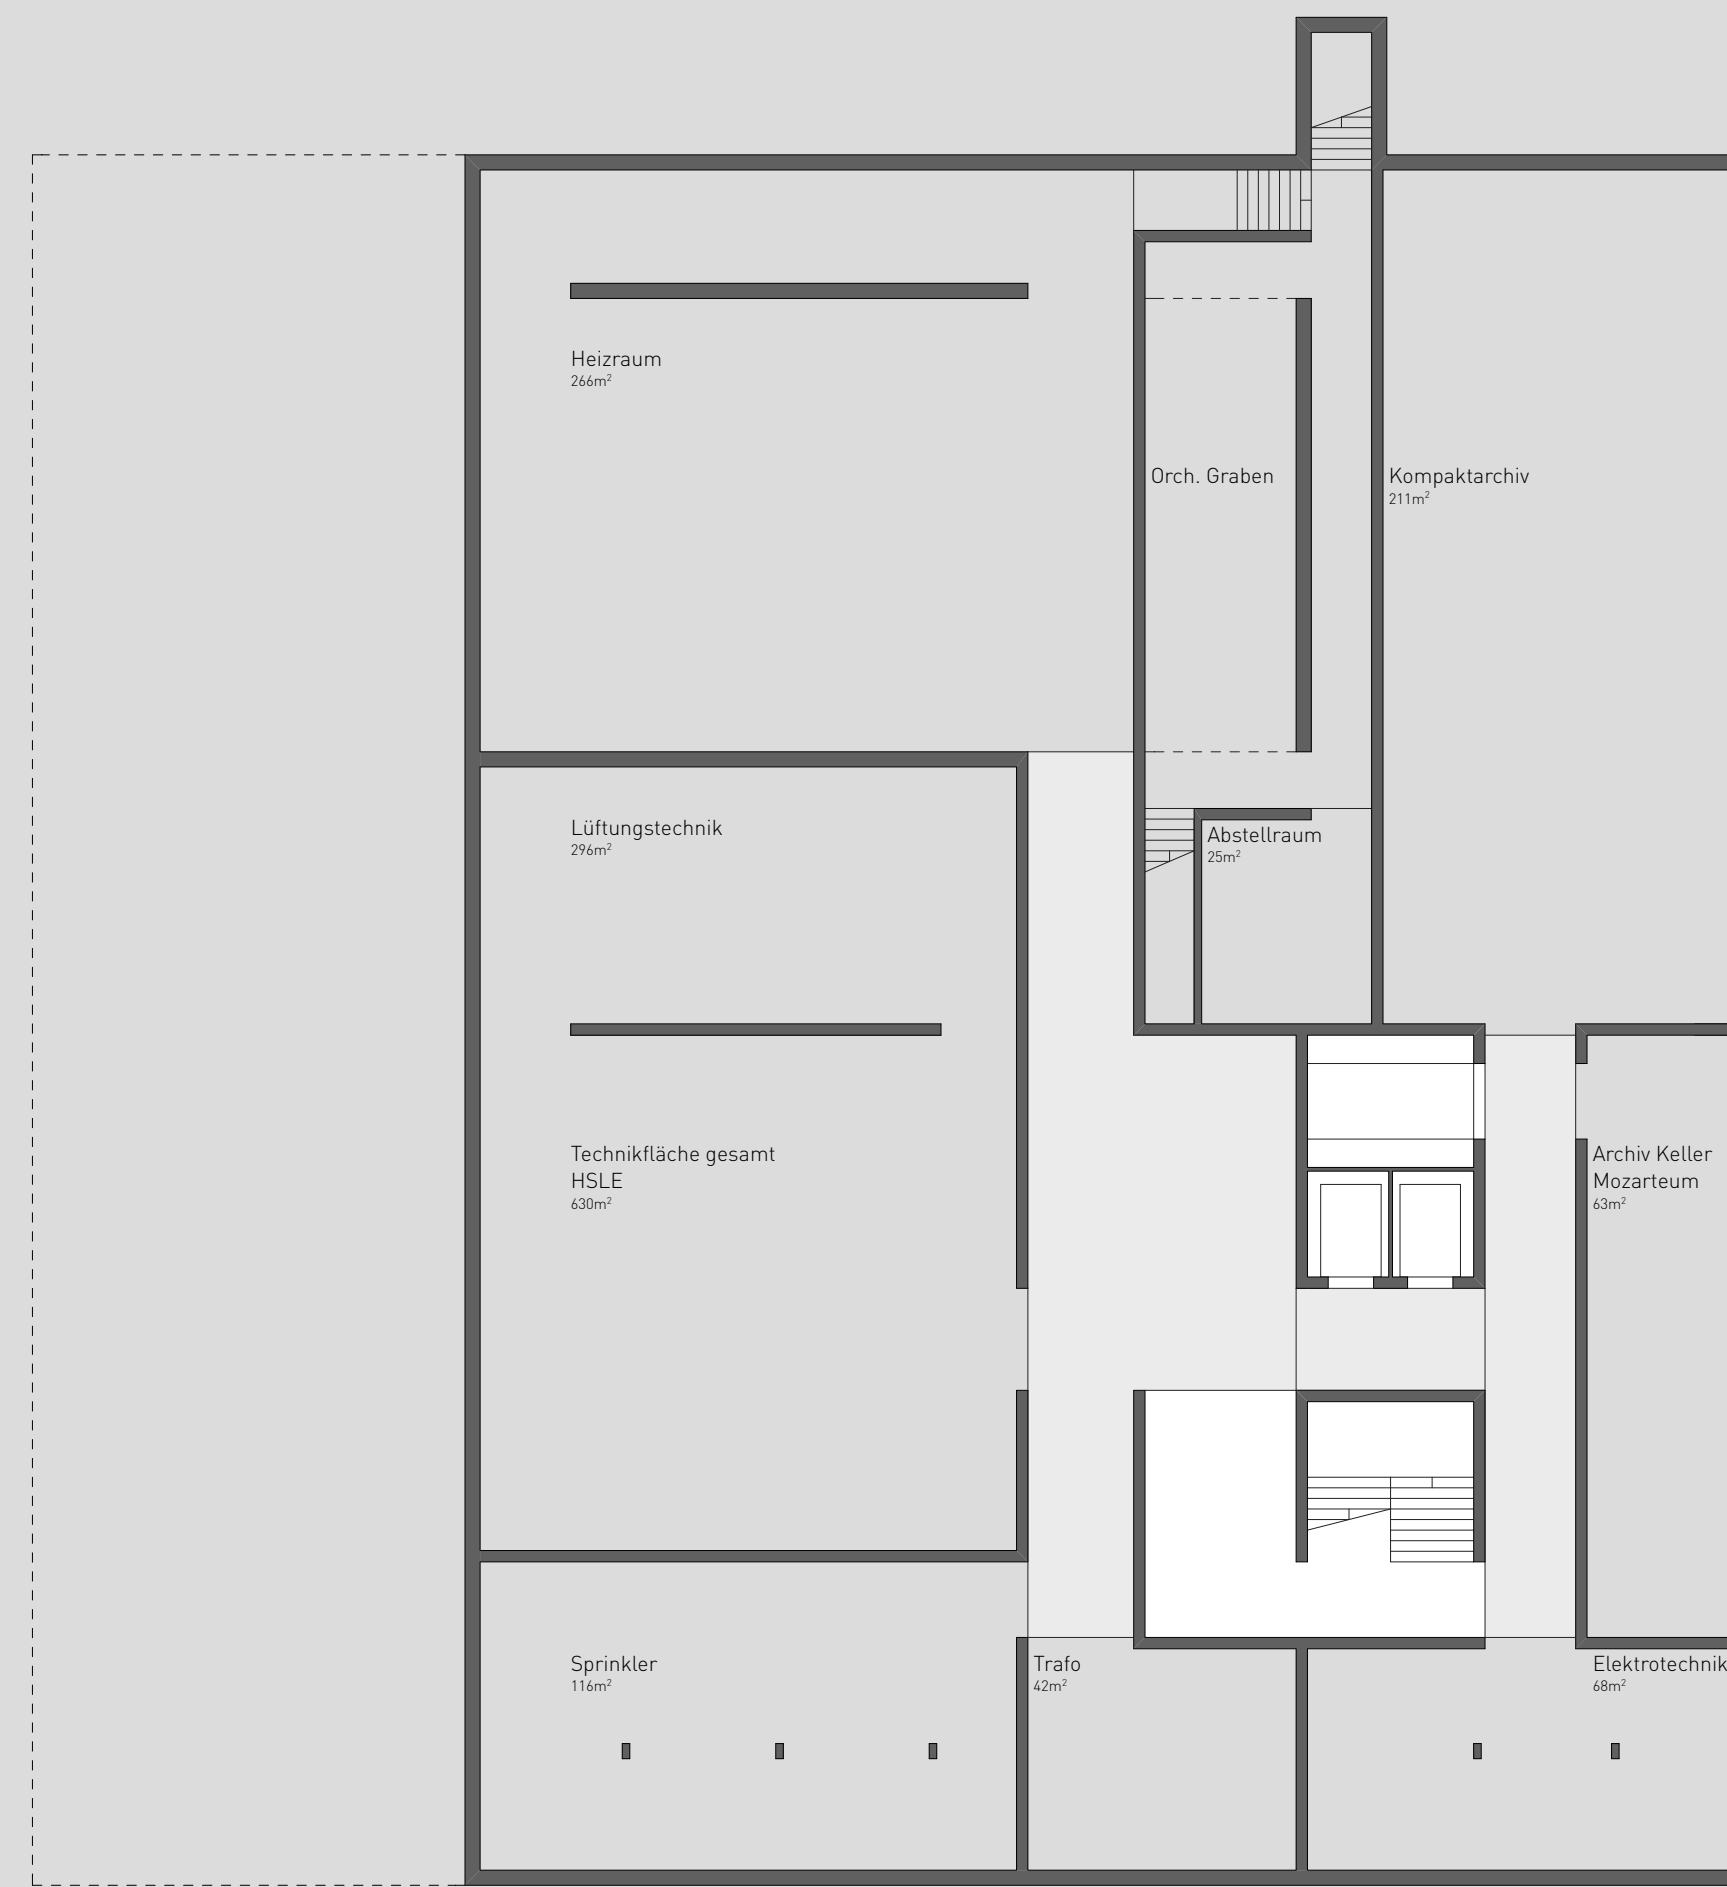 Heizraum
266m²
Orch. Graben
Kompaktarchiv
211m²
Lüftungstechnik
296m²
Abstellraum
25m²
Technikfläche gesamt
HSLE
630m²
Archiv Keller
Mozarteum
63m²
Sprinkler
116m²
Trafo
42m²
Elektrotechnik
68m²